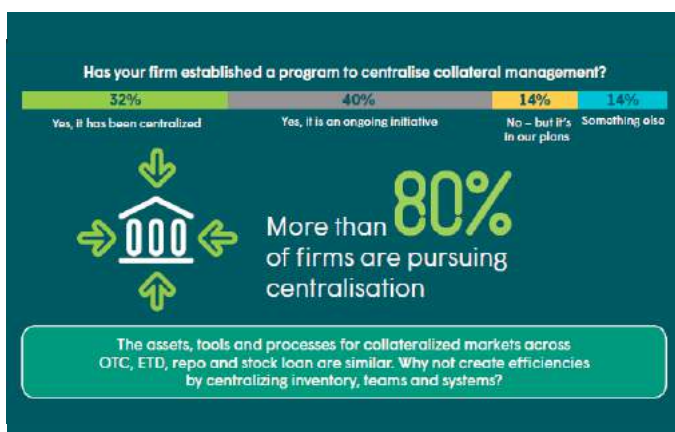 Has your firm established a program to centralise collateral management?
32% 40% 14% 14%
Yes, it has been centralized
Yes, it is an ongoing initiative
No – but it's
in our plans
Something else
More than 80%
of firms are pursuing
centralisation
The assets, tools and processes for collateralized markets across
OTC, ETD, repo and stock loan are similar. Why not create efficiencies
by centralizing inventory, teams and systems?